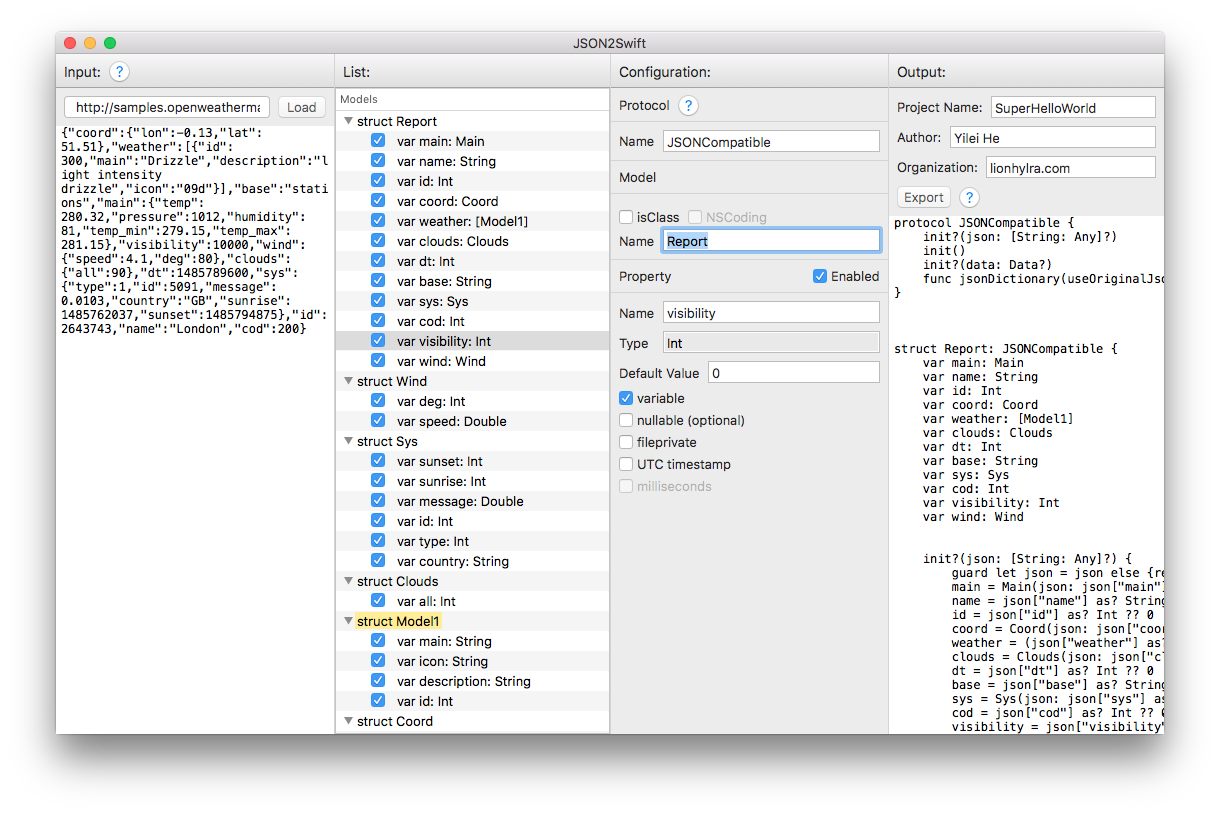 JSON2Swift
Input: ?
http://samples.openweatherma
Load
{"coord":{"lon":−0.13,"lat":
51.51},"weather":[{"id":
300,"main":"Drizzle","description":"l
ight intensity
drizzle","icon":"09d"}],"base":"stati
ons","main":{"temp":
280.32,"pressure":1012,"humidity":
81,"temp_min":279.15,"temp_max":
281.15},"visibility":10000,"wind":
{"speed":4.1,"deg":80},"clouds":
{"all":90},"dt":1485789600,"sys":
{"type":1,"id":5091,"message":
0.0103,"country":"GB","sunrise":
1485762037,"sunset":1485794875},"id":
2643743,"name":"London","cod":200}
List:
Models
struct Report
var main: Main
var name: String
var id: Int
var coord: Coord
var weather: [Model1]
var clouds: Clouds
var dt: Int
var base: String
var sys: Sys
var cod: Int
var visibility: Int
var wind: Wind
struct Wind
var deg: Int
var speed: Double
struct Sys
var sunset: Int
var sunrise: Int
var message: Double
var id: Int
var type: Int
var country: String
struct Clouds
var all: Int
struct Model1
var main: String
var icon: String
var description: String
var id: Int
struct Coord
Configuration:
Protocol ?
Name JSONCompatible
Model
isClass NSCoding
Name Report
Property Enabled
Name visibility
Type Int
Default Value 0
variable
nullable (optional)
fileprivate
UTC timestamp
milliseconds
Output:
Project Name: SuperHelloWorld
Author: Yilei He
Organization: lionhylra.com
Export ?
protocol JSONCompatible {
init?(json: [String: Any]?)
init()
init?(data: Data?)
func jsonDictionary(useOriginalJso
}
struct Report: JSONCompatible {
var main: Main
var name: String
var id: Int
var coord: Coord
var weather: [Model1]
var clouds: Clouds
var dt: Int
var base: String
var sys: Sys
var cod: Int
var visibility: Int
var wind: Wind
init?(json: [String: Any]?) {
guard let json = json else {re
main = Main(json: json["main"]
name = json["name"] as? String
id = json["id"] as? Int ?? 0
coord = Coord(json: json["coor
weather = (json["weather"] as?
clouds = Clouds(json: json["cl
dt = json["dt"] as? Int ?? 0
base = json["base"] as? String
sys = Sys(json: json["sys"] as
cod = json["cod"] as? Int ?? 0
visibility = json["visibility"